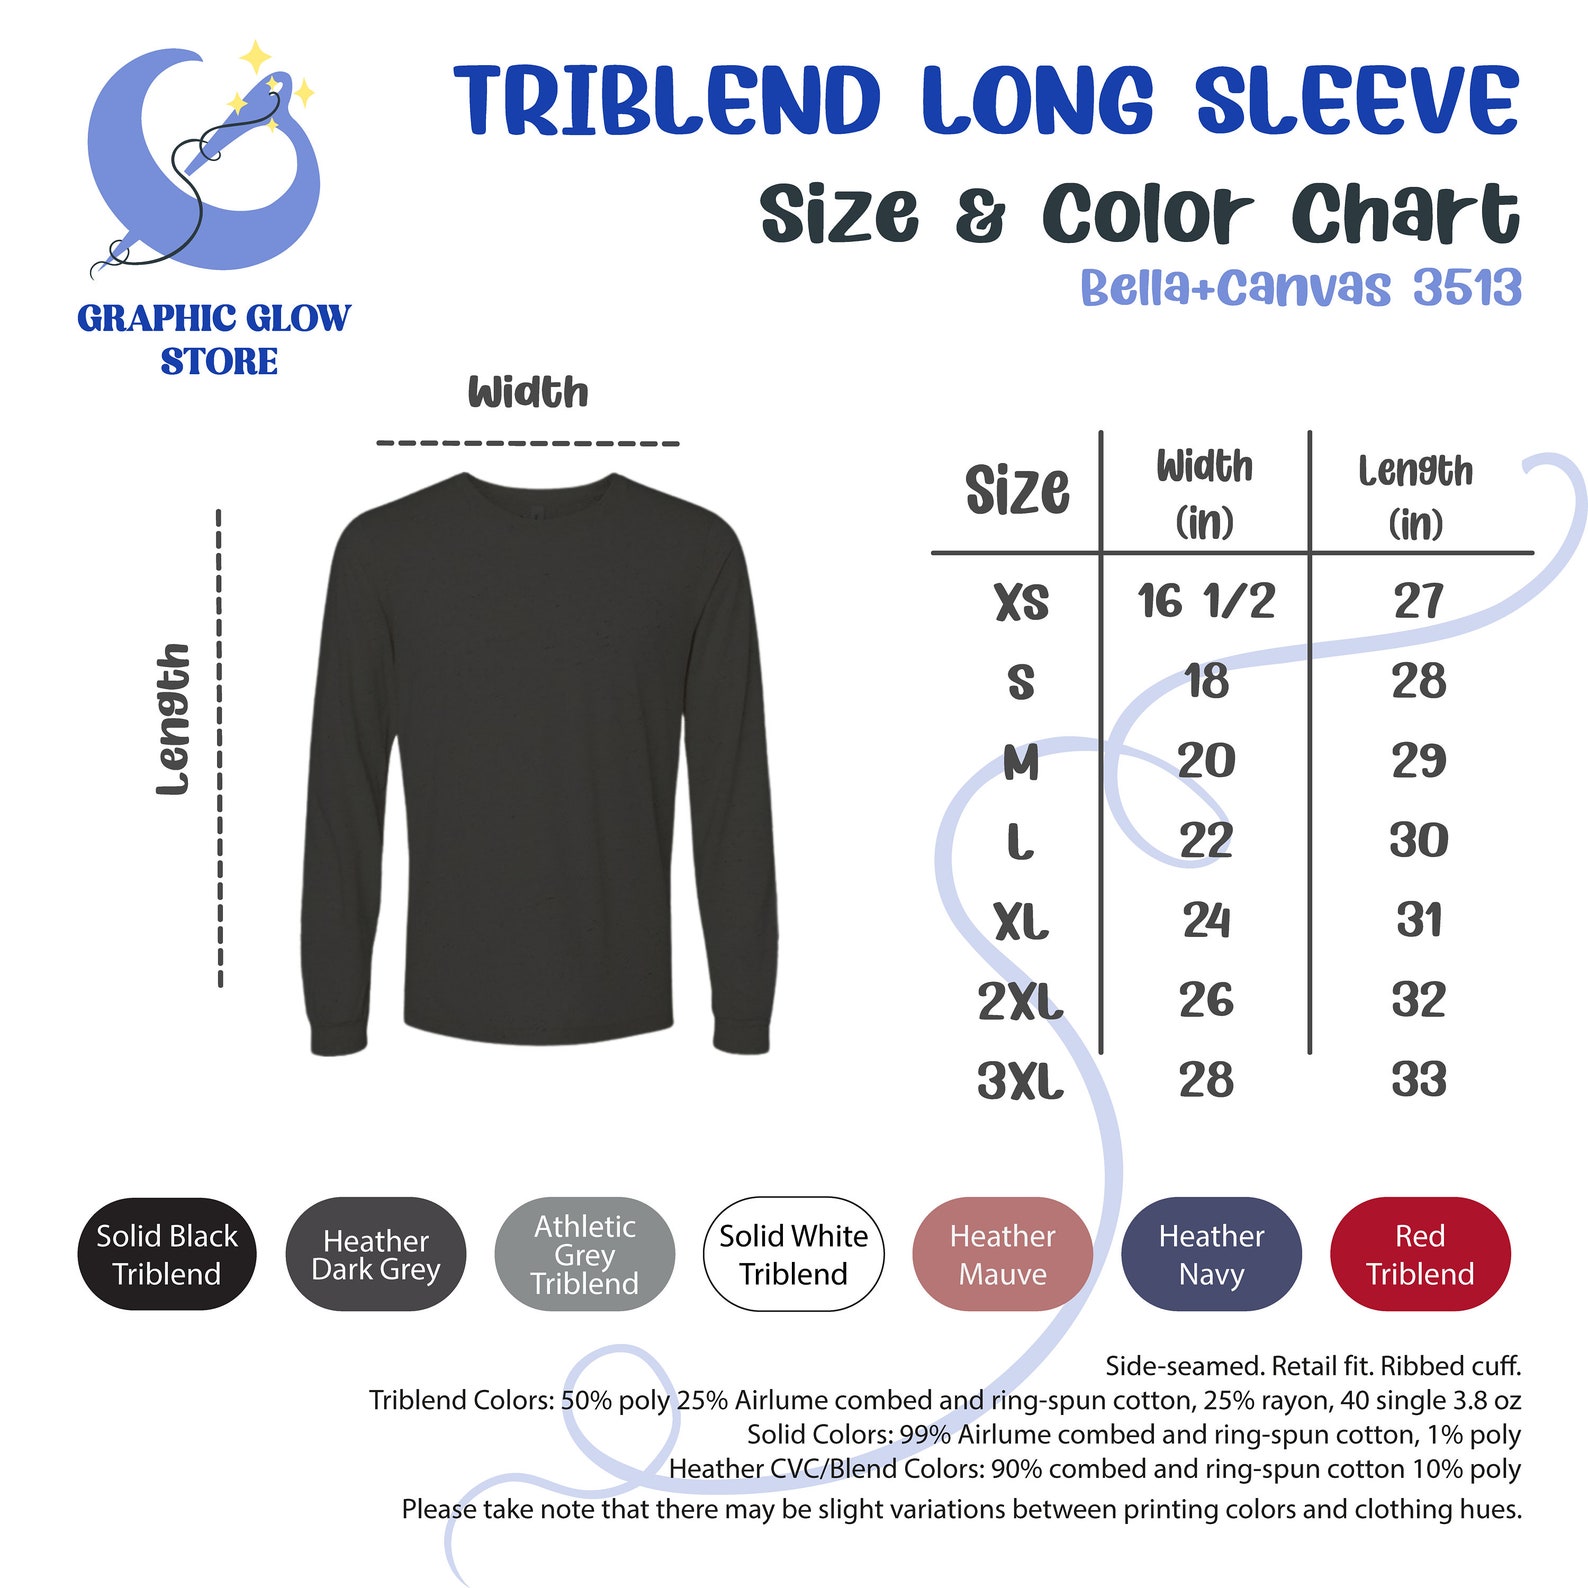 TRIBLEND LONG SLEEVE
Size & Color Chart
Bella+Canvas 3513
GRAPHIC GLOW
STORE
Width
Length
Size Width (in) Length (in)
XS 16 1/2 27
S 18 28
M 20 29
L 22 30
XL 24 31
2XL 26 32
3XL 28 33
Solid Black
Triblend
Heather
Dark Grey
Athletic
Grey
Triblend
Solid White
Triblend
Heather
Mauve
Heather
Navy
Red
Triblend
Side-seamed. Retail fit. Ribbed cuff.
Triblend Colors: 50% poly 25% Airlume combed and ring-spun cotton, 25% rayon, 40 single 3.8 oz
Solid Colors: 99% Airlume combed and ring-spun cotton, 1% poly
Heather CVC/Blend Colors: 90% combed and ring-spun cotton 10% poly
Please take note that there may be slight variations between printing colors and clothing hues.